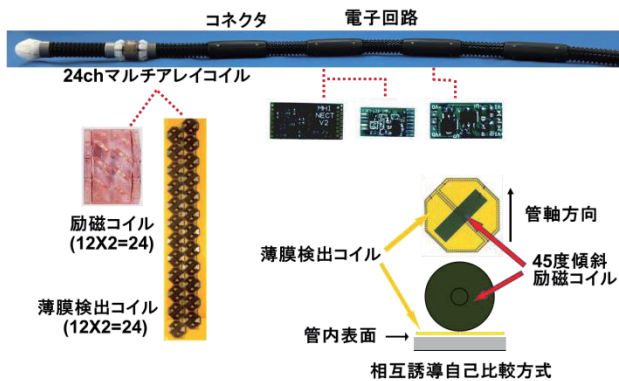 コネクタ
電子回路
24chマルチアレイコイル
MHI
NECT
V2
励磁コイル
(12X2=24)
薄膜検出コイル
(12X2=24)
管軸方向
薄膜検出コイル
45度傾斜
励磁コイル
管内表面
相互誘導自己比較方式